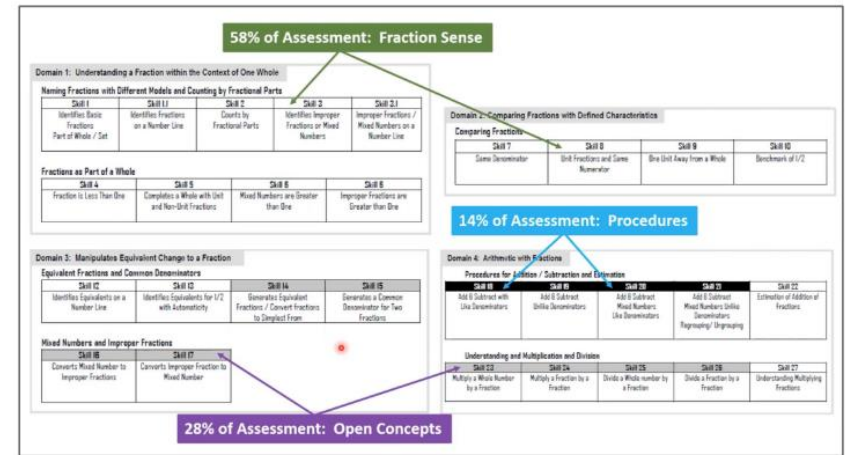 58% of Assessment: Fraction Sense
Domain 1: Understanding a Fraction within the Context of One Whole
Naming Fractions with Different Models and Counting by Fractional Parts
Skill 1
Identifies Basic
Fractions
Part of Whole / Set
Skill 1.1
Identifies Fractions
on a Number Line
Skill 2
Counts by
Fractional Parts
Skill 3
Identifies Improper
Fractions or Mixed
Numbers
Skill 3.1
Improper Fractions /
Mixed Numbers on a
Number Line
Fractions as Part of a Whole
Skill 4
Fraction is Less Than One
Skill 5
Completes a Whole with Unit
and Non-Unit Fractions
Skill 6
Mixed Numbers are Greater
than One
Skill 6
Improper Fractions are
Greater than One
Domain 2: Comparing Fractions with Defined Characteristics
Comparing Fractions
Skill 7
Same Denominator
Skill 8
Unit Fractions and Same
Numerator
Skill 9
One Unit Away from a Whole
Skill 10
Benchmark of 1/2
14% of Assessment: Procedures
Domain 3: Manipulates Equivalent Change to a Fraction
Equivalent Fractions and Common Denominators
Skill 12
Identifies Equivalents on a
Number Line
Skill 13
Identifies Equivalents for 1/2
with Automaticity
Skill 14
Generates Equivalent
Fractions / Convert fractions
to Simplest From
Skill 15
Generates a Common
Denominator for Two
Fractions
Mixed Numbers and Improper Fractions
Skill 16
Converts Mixed Number to
Improper Fractions
Skill 17
Converts Improper Fraction to
Mixed Number
Domain 4: Arithmetic with Fractions
Procedures for Addition / Subtraction and Estimation
Skill 18
Add & Subtract with
Like Denominators
Skill 19
Add & Subtract
Unlike Denominators
Skill 20
Add & Subtract
Mixed Numbers
Like Denominators
Skill 21
Add & Subtract
Mixed Numbers Unlike
Denominators
Regrouping/ Ungrouping
Skill 22
Estimation of Addition of
Fractions
Understanding and Multiplication and Division
Skill 23
Multiply a Whole Number
by a Fraction
Skill 24
Multiply a Fraction by a
Fraction
Skill 25
Divide a Whole number by
a Fraction
Skill 26
Divide a Fraction by a
Fraction
Skill 27
Understanding Multiplying
Fractions
28% of Assessment: Open Concepts